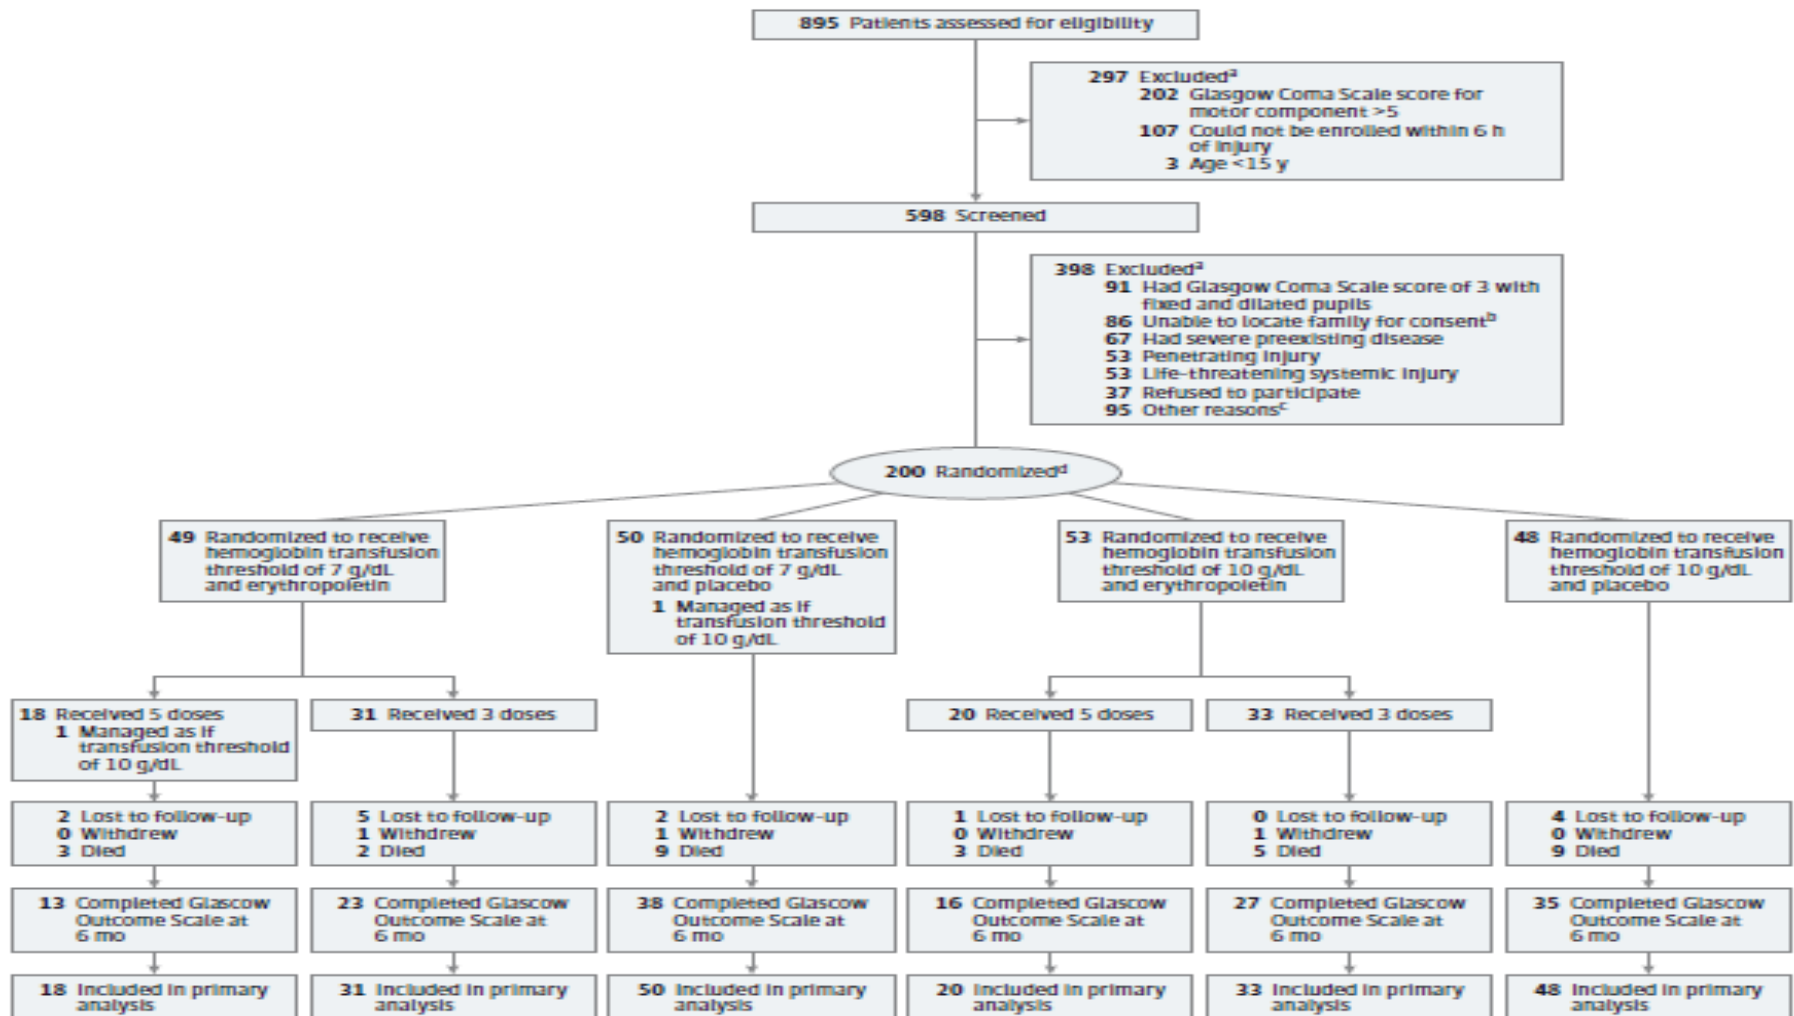 895 Patients assessed for eligibility
297 Excludedª
202 Glasgow Coma Scale score for
motor component >5
107 Could not be enrolled within 6 h
of injury
3 Age <15 y
598 Screened
398 Excludedª
91 Had Glasgow Coma Scale score of 3 with
fixed and dilated pupils
86 Unable to locate family for consentᵇ
67 Had severe preexisting disease
53 Penetrating injury
53 Life-threatening systemic injury
37 Refused to participate
95 Other reasonsᶜ
200 Randomizedᵈ
49 Randomized to receive
hemoglobin transfusion
threshold of 7 g/dL
and erythropoietin
50 Randomized to receive
hemoglobin transfusion
threshold of 7 g/dL
and placebo
1 Managed as if
transfusion threshold
of 10 g/dL
53 Randomized to receive
hemoglobin transfusion
threshold of 10 g/dL
and erythropoietin
48 Randomized to receive
hemoglobin transfusion
threshold of 10 g/dL
and placebo
18 Received 5 doses
1 Managed as if
transfusion threshold
of 10 g/dL
31 Received 3 doses
20 Received 5 doses
33 Received 3 doses
2 Lost to follow-up
0 Withdrew
3 Died
5 Lost to follow-up
1 Withdrew
2 Died
2 Lost to follow-up
1 Withdrew
9 Died
1 Lost to follow-up
0 Withdrew
3 Died
0 Lost to follow-up
1 Withdrew
5 Died
4 Lost to follow-up
0 Withdrew
9 Died
13 Completed Glascow
Outcome Scale at
6 mo
23 Completed Glascow
Outcome Scale at
6 mo
38 Completed Glascow
Outcome Scale at
6 mo
16 Completed Glascow
Outcome Scale at
6 mo
27 Completed Glascow
Outcome Scale at
6 mo
35 Completed Glascow
Outcome Scale at
6 mo
18 Included in primary
analysis
31 Included in primary
analysis
50 Included in primary
analysis
20 Included in primary
analysis
33 Included in primary
analysis
48 Included in primary
analysis